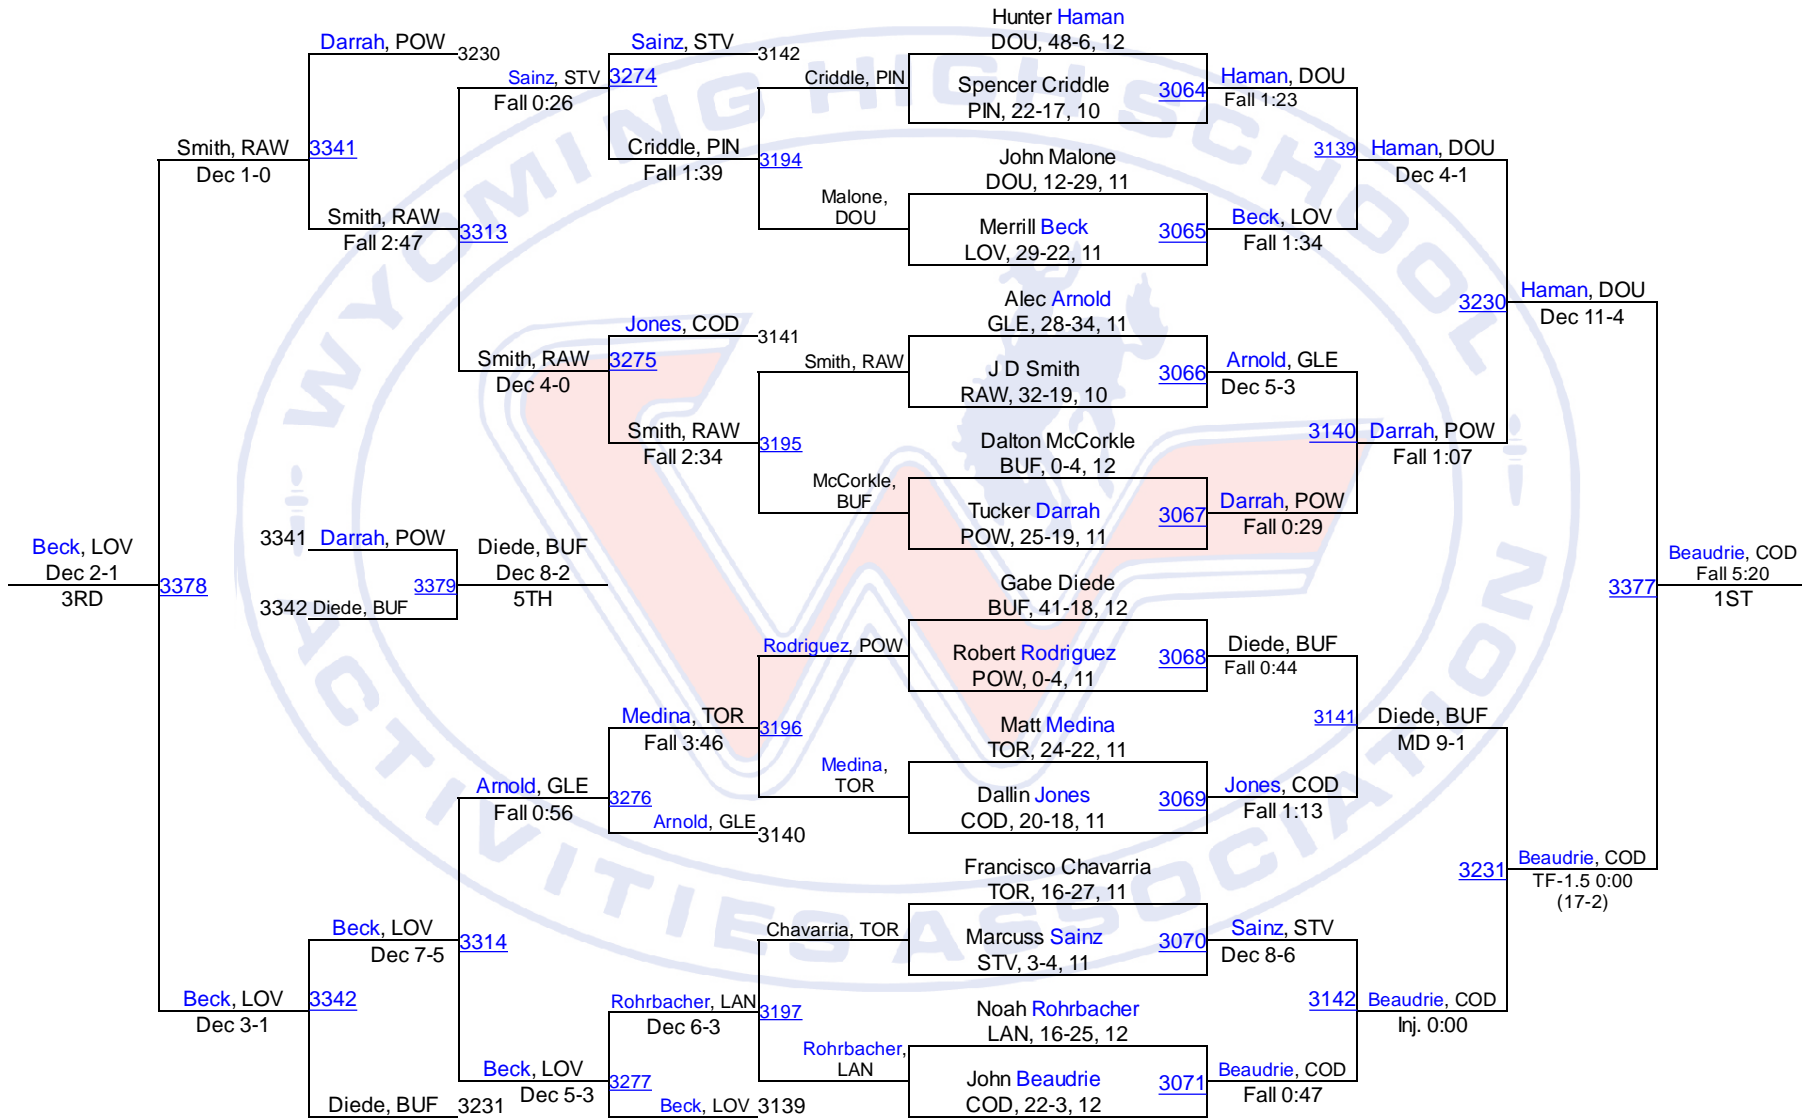 Hunter Haman
DOU, 48-6, 12
Darrah, POW
3230
Sainz, STV
3142
Sainz, STV
3274
Fall 0:26
Criddle, PIN
Spencer Criddle
PIN, 22-17, 10
3064
Haman, DOU
Fall 1:23
Smith, RAW
3341
Dec 1-0
Criddle, PIN
3194
Fall 1:39
John Malone
DOU, 12-29, 11
3139
Haman, DOU
Dec 4-1
Smith, RAW
3313
Fall 2:47
Malone,
DOU
Merrill Beck
LOV, 29-22, 11
3065
Beck, LOV
Fall 1:34
Alec Arnold
GLE, 28-34, 11
3230
Haman, DOU
Dec 11-4
Jones, COD
3141
Smith, RAW
3275
Dec 4-0
Smith, RAW
J D Smith
RAW, 32-19, 10
3066
Arnold, GLE
Dec 5-3
Smith, RAW
3195
Fall 2:34
Dalton McCorkle
BUF, 0-4, 12
3140
Darrah, POW
Fall 1:07
McCorkle,
BUF
Tucker Darrah
POW, 25-19, 11
3067
Darrah, POW
Fall 0:29
Beck, LOV
Dec 2-1
3RD
3378
3341
Darrah, POW
3379
3342
Diede, BUF
Diede, BUF
Dec 8-2
5TH
Gabe Diede
BUF, 41-18, 12
3377
Beaudrie, COD
Fall 5:20
1ST
Rodriguez, POW
Robert Rodriguez
POW, 0-4, 11
3068
Diede, BUF
Fall 0:44
Medina, TOR
3196
Fall 3:46
Matt Medina
TOR, 24-22, 11
3141
Diede, BUF
MD 9-1
Arnold, GLE
3276
Fall 0:56
Arnold, GLE
3140
Medina,
TOR
Dallin Jones
COD, 20-18, 11
3069
Jones, COD
Fall 1:13
Francisco Chavarria
TOR, 16-27, 11
3231
Beaudrie, COD
TF-1.5 0:00
(17-2)
Beck, LOV
3314
Dec 7-5
Chavarria, TOR
Marcuss Sainz
STV, 3-4, 11
3070
Sainz, STV
Dec 8-6
Beck, LOV
3342
Dec 3-1
Rohrbacher, LAN
3197
Dec 6-3
Noah Rohrbacher
LAN, 16-25, 12
3142
Beaudrie, COD
Inj. 0:00
Beck, LOV
3277
Dec 5-3
Rohrbacher,
LAN
John Beaudrie
COD, 22-3, 12
3071
Beaudrie, COD
Fall 0:47
Diede, BUF
3231
Beck, LOV
3139
WYOMING HIGH SCHOOL
ACTIVITIES ASSOCIATION